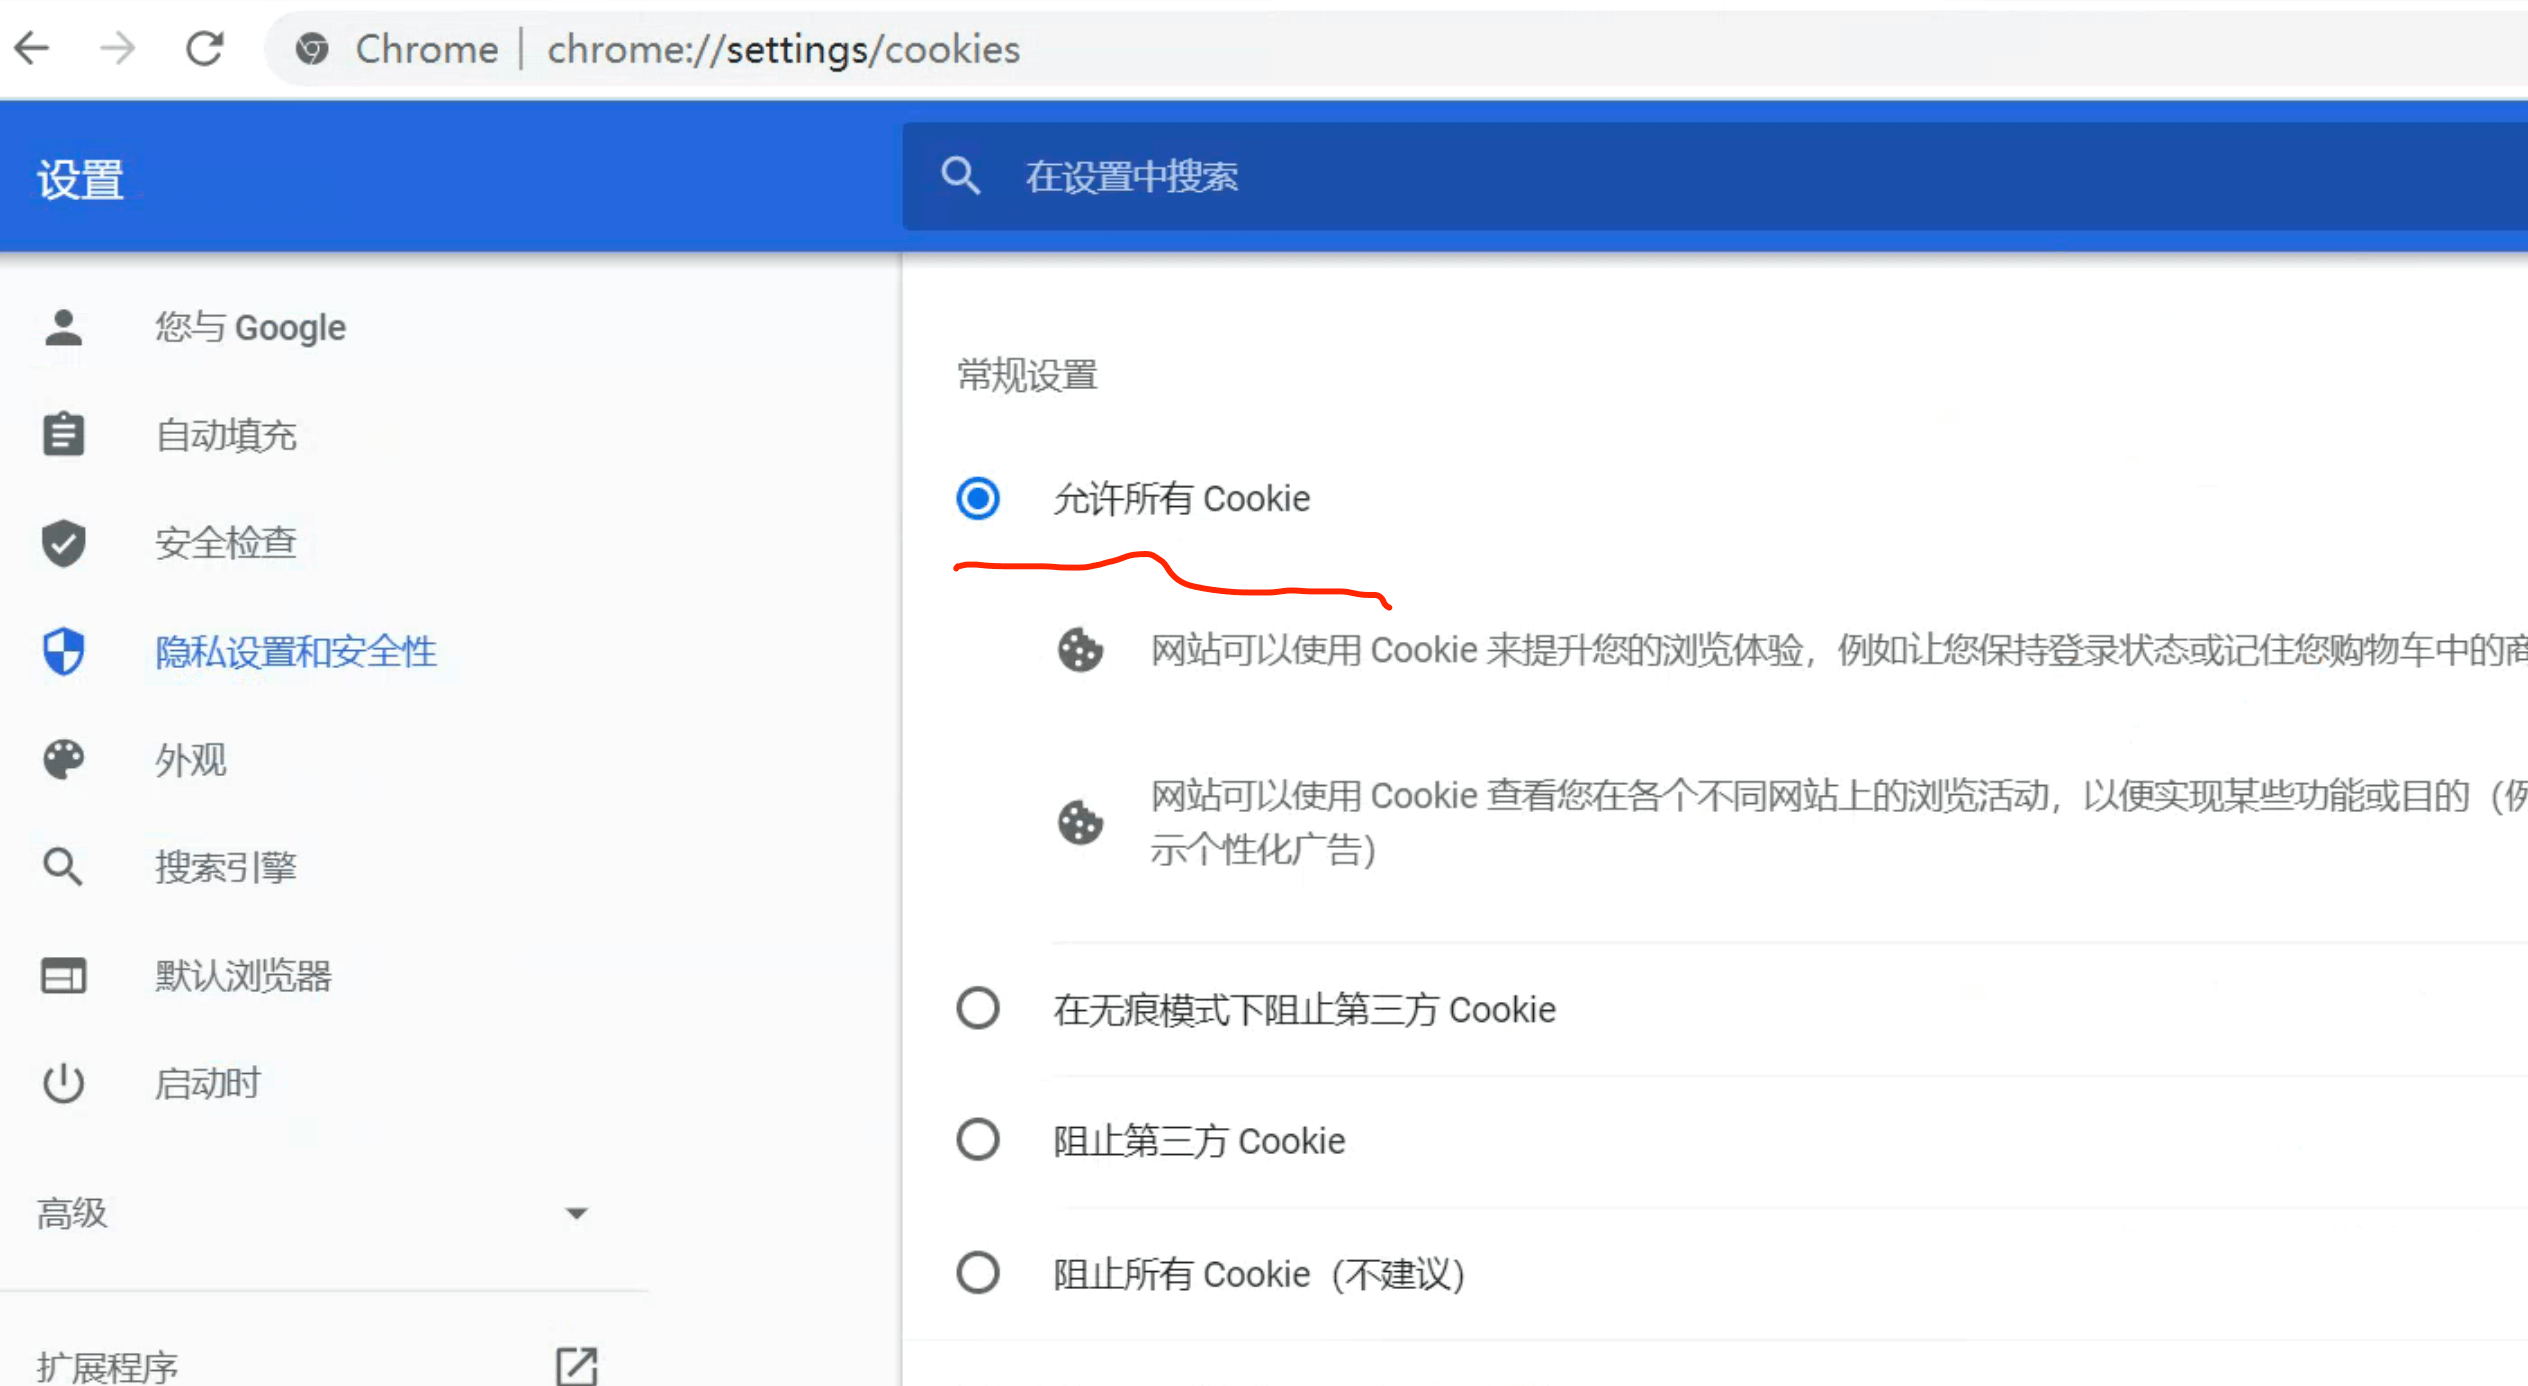 Chrome | chrome://settings/cookies
设置
在设置中搜索
您与 Google
自动填充
安全检查
隐私设置和安全性
外观
搜索引擎
默认浏览器
启动时
高级
扩展程序
常规设置
允许所有 Cookie
网站可以使用 Cookie 来提升您的浏览体验，例如让您保持登录状态或记住您购物车中的商
网站可以使用 Cookie 查看您在各个不同网站上的浏览活动，以便实现某些功能或目的（例
示个性化广告）
在无痕模式下阻止第三方 Cookie
阻止第三方 Cookie
阻止所有 Cookie（不建议）